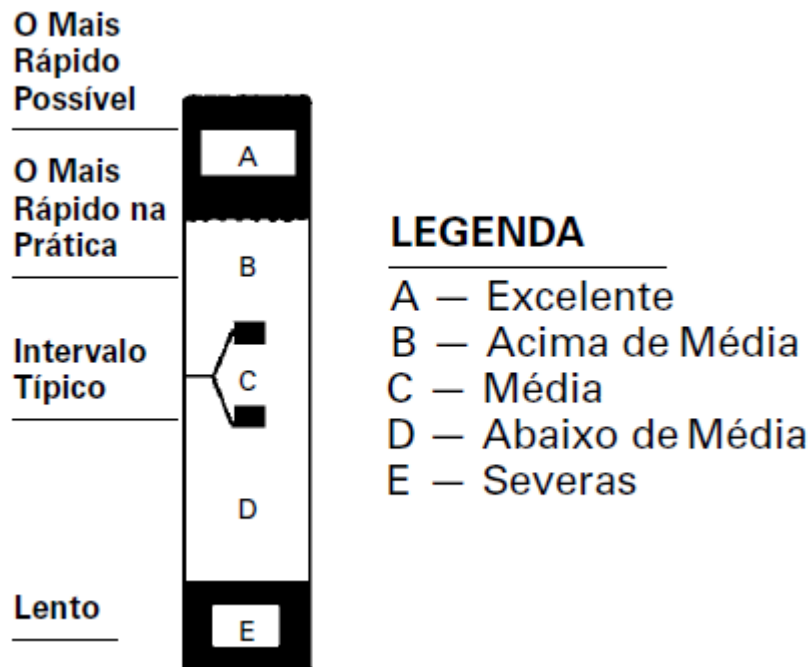 O Mais
Rápido
Possível
A
O Mais
Rápido na
Prática
B
Intervalo
Típico
C
D
Lento
E
LEGENDA
A — Excelente
B — Acima de Média
C — Média
D — Abaixo de Média
E — Severas